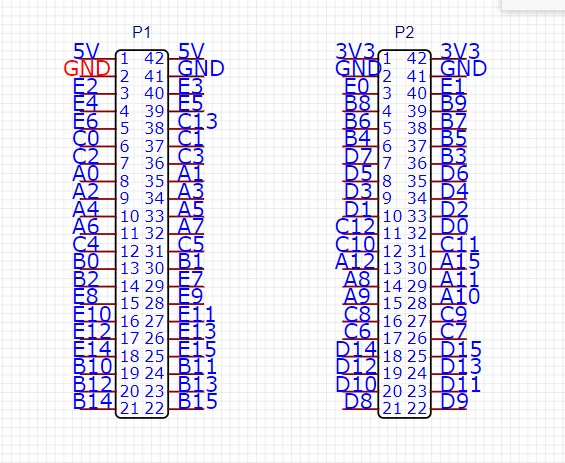 P1 P2
5V 1 42 5V 3V3 1 42 3V3
GND 2 41 GND GND 2 41 GND
E2 3 40 E3 E0 3 40 E1
E4 4 39 E5 B8 4 39 B9
E6 5 38 C13 B6 5 38 B7
C0 6 37 C1 B4 6 37 B5
C2 7 36 C3 D7 7 36 B3
A0 8 35 A1 D5 8 35 D6
A2 9 34 A3 D3 9 34 D4
A4 10 33 A5 D1 10 33 D2
A6 11 32 A7 C12 11 32 D0
C4 12 31 C5 C10 12 31 C11
B0 13 30 B1 A12 13 30 A15
B2 14 29 E7 A8 14 29 A11
E8 15 28 E9 A9 15 28 A10
E10 16 27 E11 C8 16 27 C9
E12 17 26 E13 C6 17 26 C7
E14 18 25 E15 D14 18 25 D15
B10 19 24 B11 D12 19 24 D13
B12 20 23 B13 D10 20 23 D11
B14 21 22 B15 D8 21 22 D9